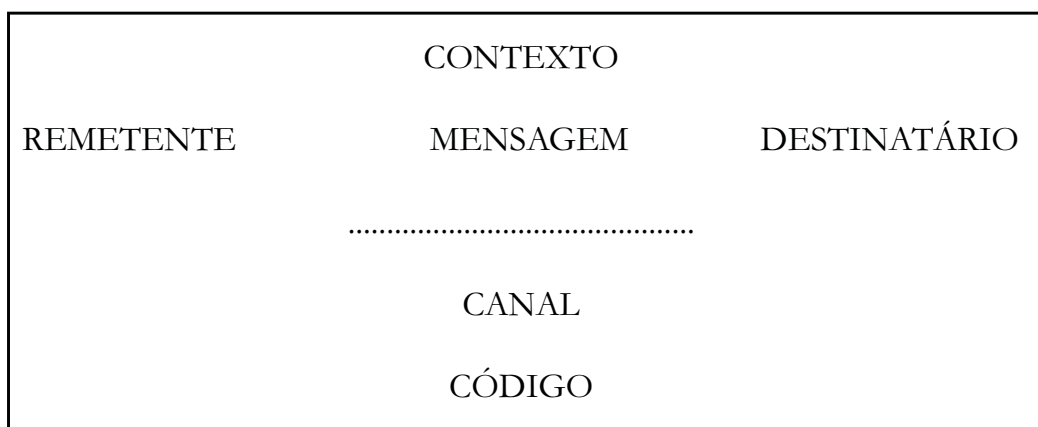 CONTEXTO
REMETENTE MENSAGEM DESTINATÁRIO
.............................................
CANAL
CÓDIGO